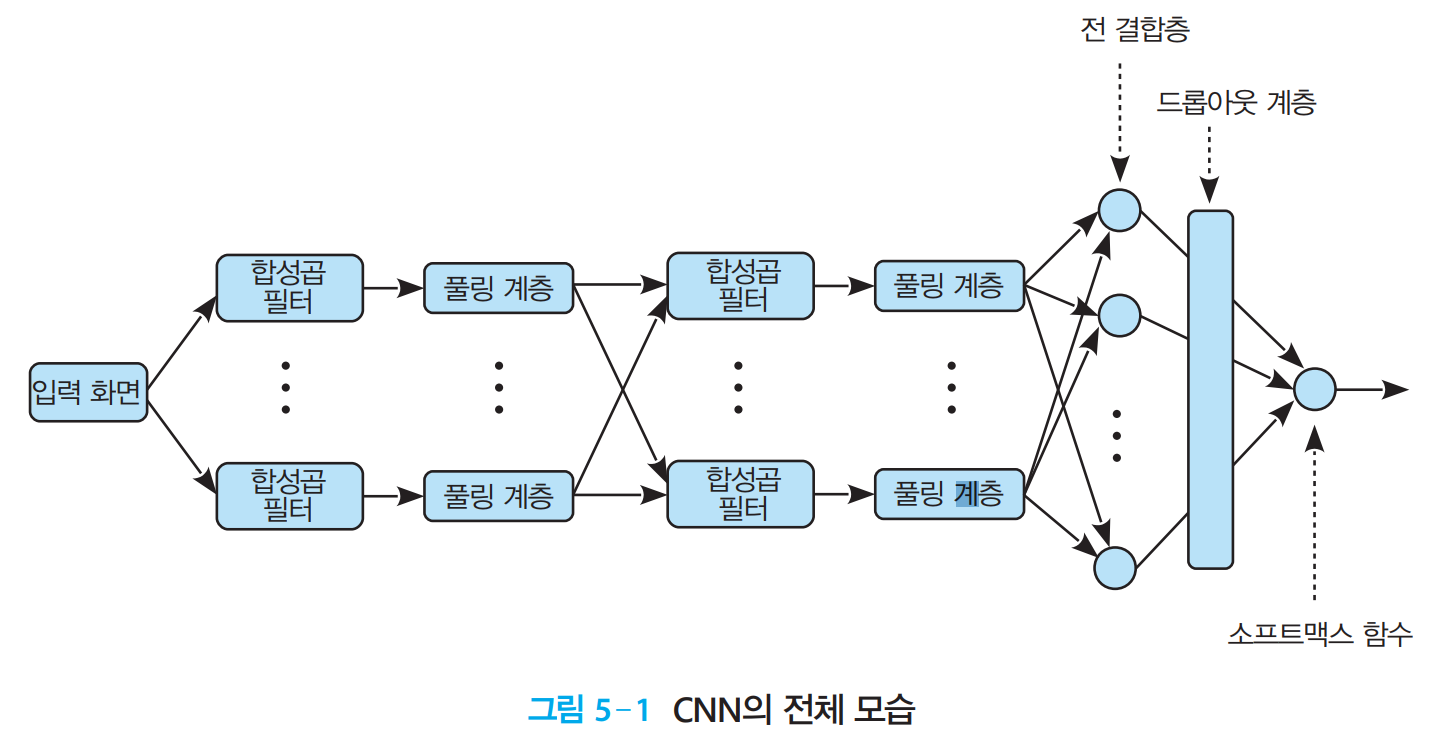 전 결합층
드롭아웃 계층
합성곱
필터
풀링 계층
합성곱
필터
풀링 계층
입력 화면
합성곱
필터
풀링 계층
합성곱
필터
풀링 계층
소프트맥스 함수
그림 5-1 CNN의 전체 모습